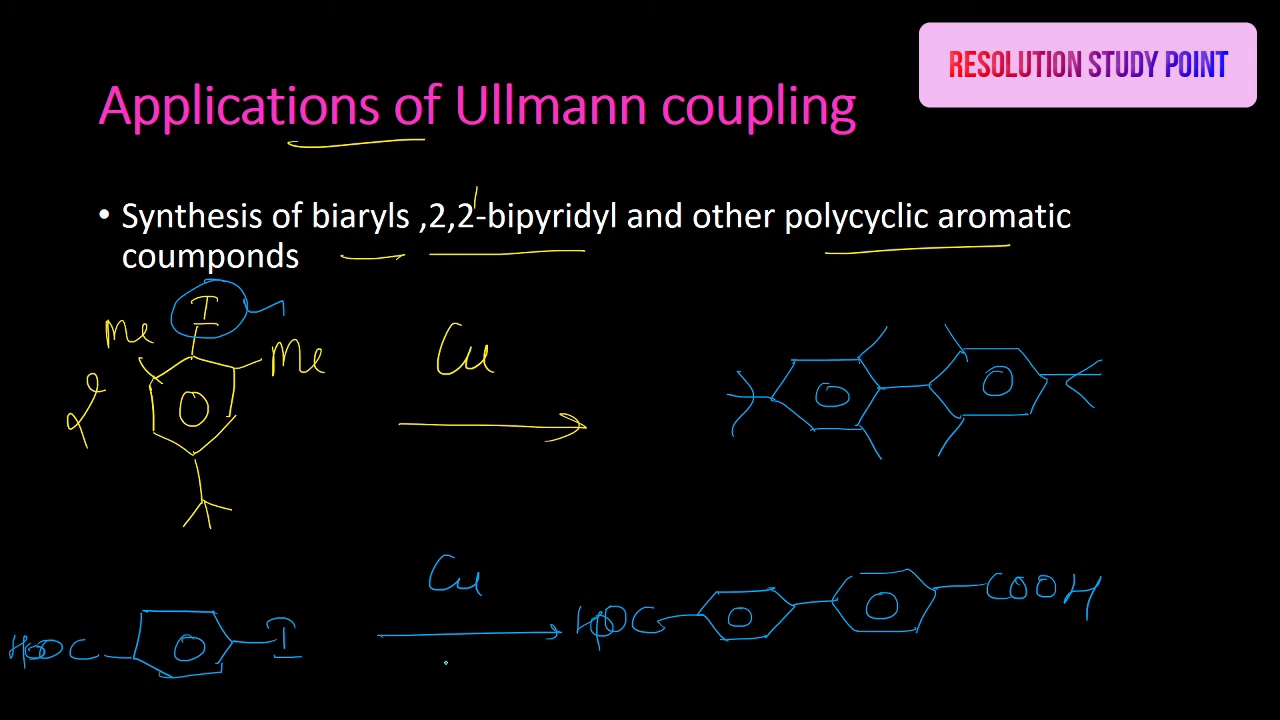 RESOLUTION STUDY POINT
Applications of Ullmann coupling
• Synthesis of biaryls ,2,2'-bipyridyl and other polycyclic aromatic
coumponds
I
Me Me Cu
2
Cu
HOOC I HOOC COOH